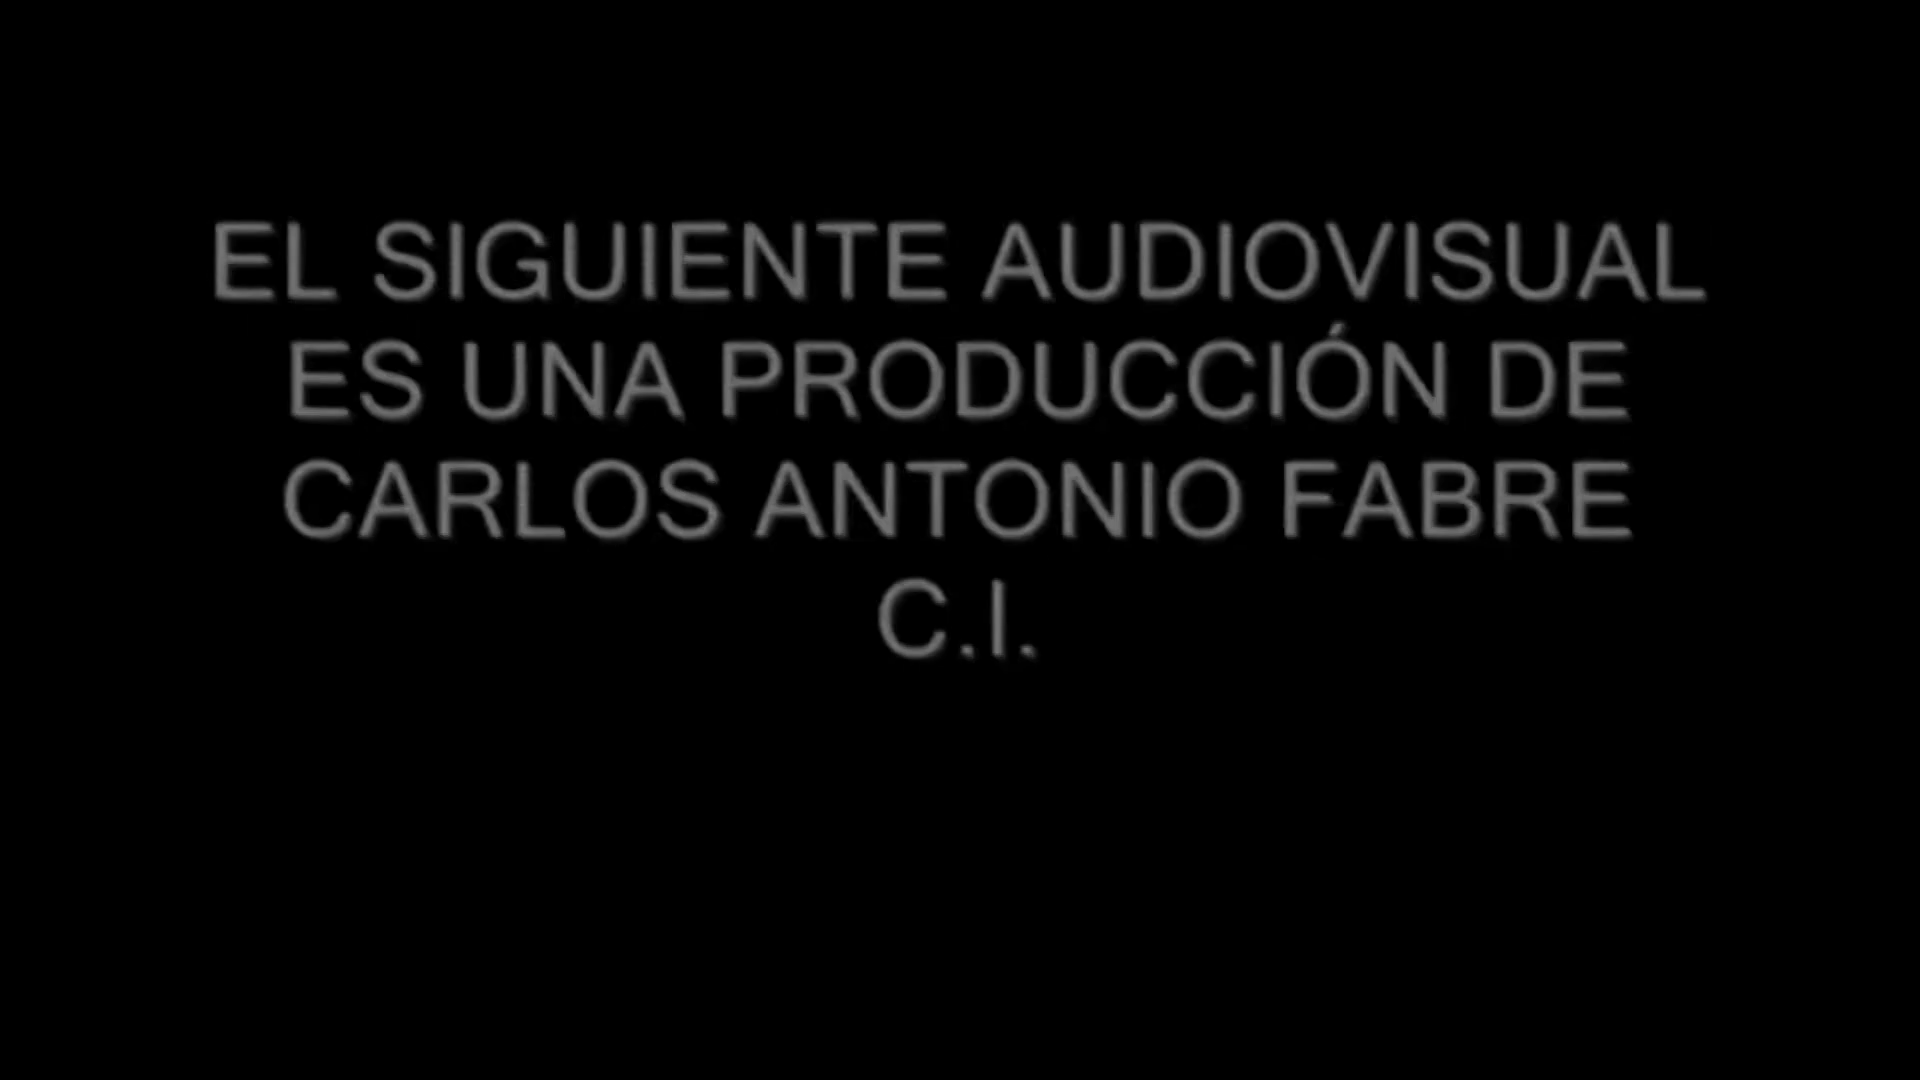 EL SIGUIENTE AUDIOVISUAL
ES UNA PRODUCCIÓN DE
CARLOS ANTONIO FABRE
C.I.